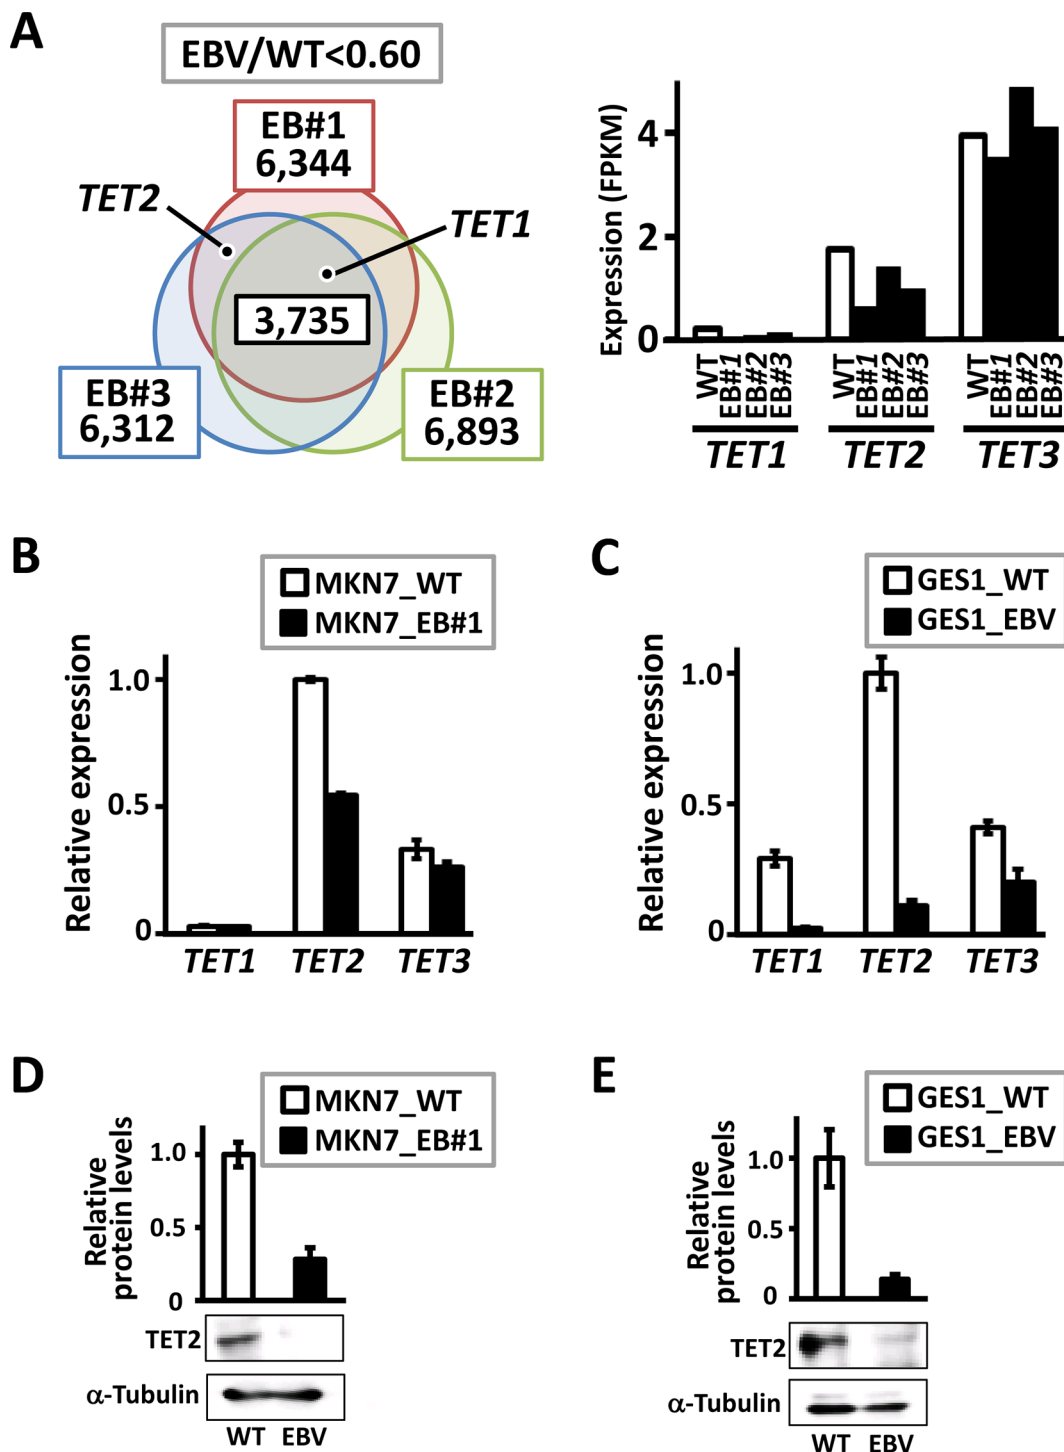 A
EBV/WT<0.60
EB#1
6,344
TET2
TET1
3,735
EB#3
6,312
EB#2
6,893
Expression (FPKM)
4
2
0
WT
EB#1
EB#2
EB#3
WT
EB#1
EB#2
EB#3
WT
EB#1
EB#2
EB#3
TET1
TET2
TET3
B
MKN7_WT
MKN7_EB#1
Relative expression
1.0
0.5
0
TET1
TET2
TET3
C
GES1_WT
GES1_EBV
Relative expression
1.0
0.5
0
TET1
TET2
TET3
D
MKN7_WT
MKN7_EB#1
Relative
protein levels
1.0
0.5
0
TET2
α-Tubulin
WT EBV
E
GES1_WT
GES1_EBV
Relative
protein levels
1.0
0.5
0
TET2
α-Tubulin
WT EBV